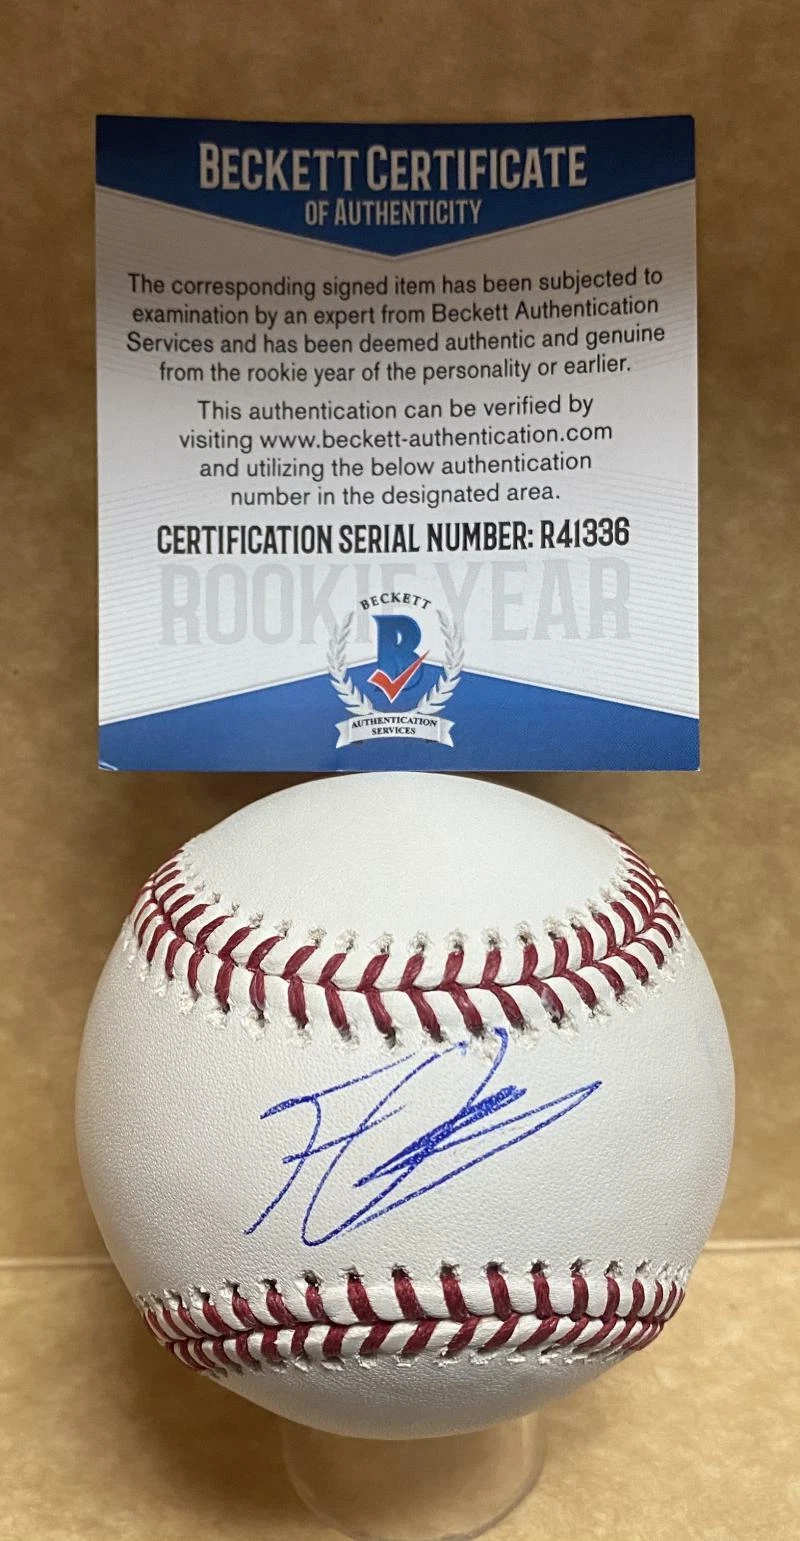 BECKETT CERTIFICATE
OF AUTHENTICITY
The corresponding signed item has been subjected to
examination by an expert from Beckett Authentication
Services and has been deemed authentic and genuine
from the rookie year of the personality or earlier.
This authentication can be verified by
visiting www.beckett-authentication.com
and utilizing the below authentication
number in the designated area.
CERTIFICATION SERIAL NUMBER: R41336
ROOKIE YEAR
BECKETT
B
AUTHENTICATION
SERVICES